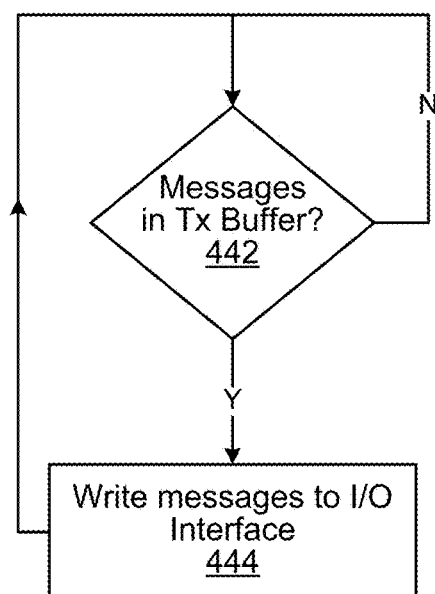 N
Messages
in Tx Buffer?
442
Y
Write messages to I/O
Interface
444